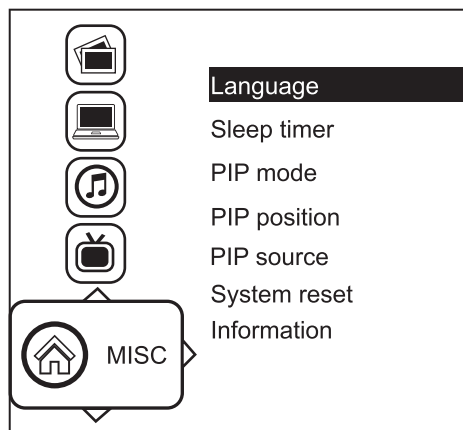 Language
Sleep timer
PIP mode
PIP position
PIP source
System reset
Information
MISC